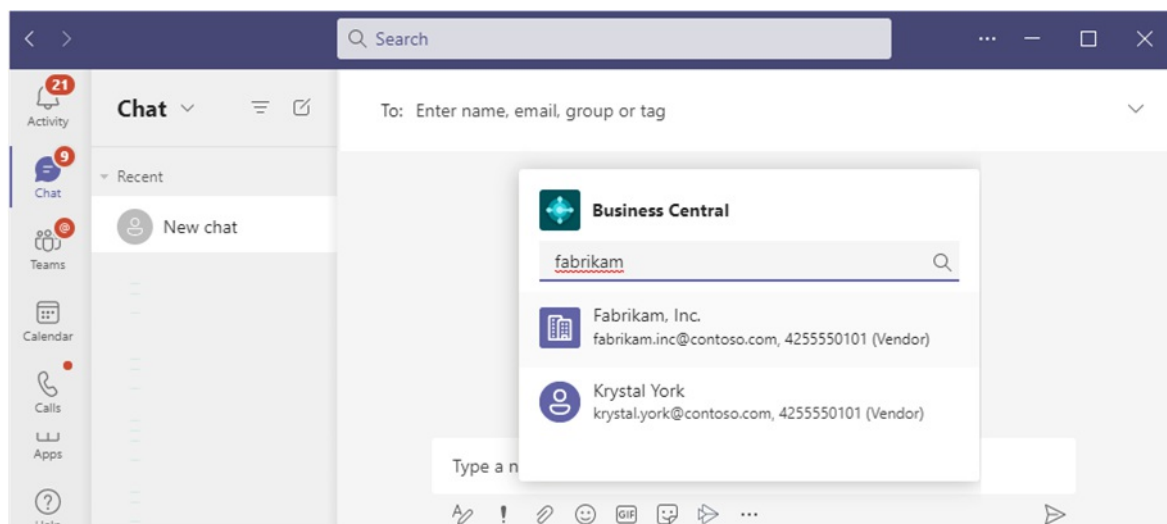 Search
21
Activity
Chat
To: Enter name, email, group or tag
9
Chat
Recent
New chat
@
Teams
Calendar
Calls
Apps
Business Central
fabrikam
Fabrikam, Inc.
fabrikam.inc@contoso.com, 4255550101 (Vendor)
Krystal York
krystal.york@contoso.com, 4255550101 (Vendor)
Type a n
GIF